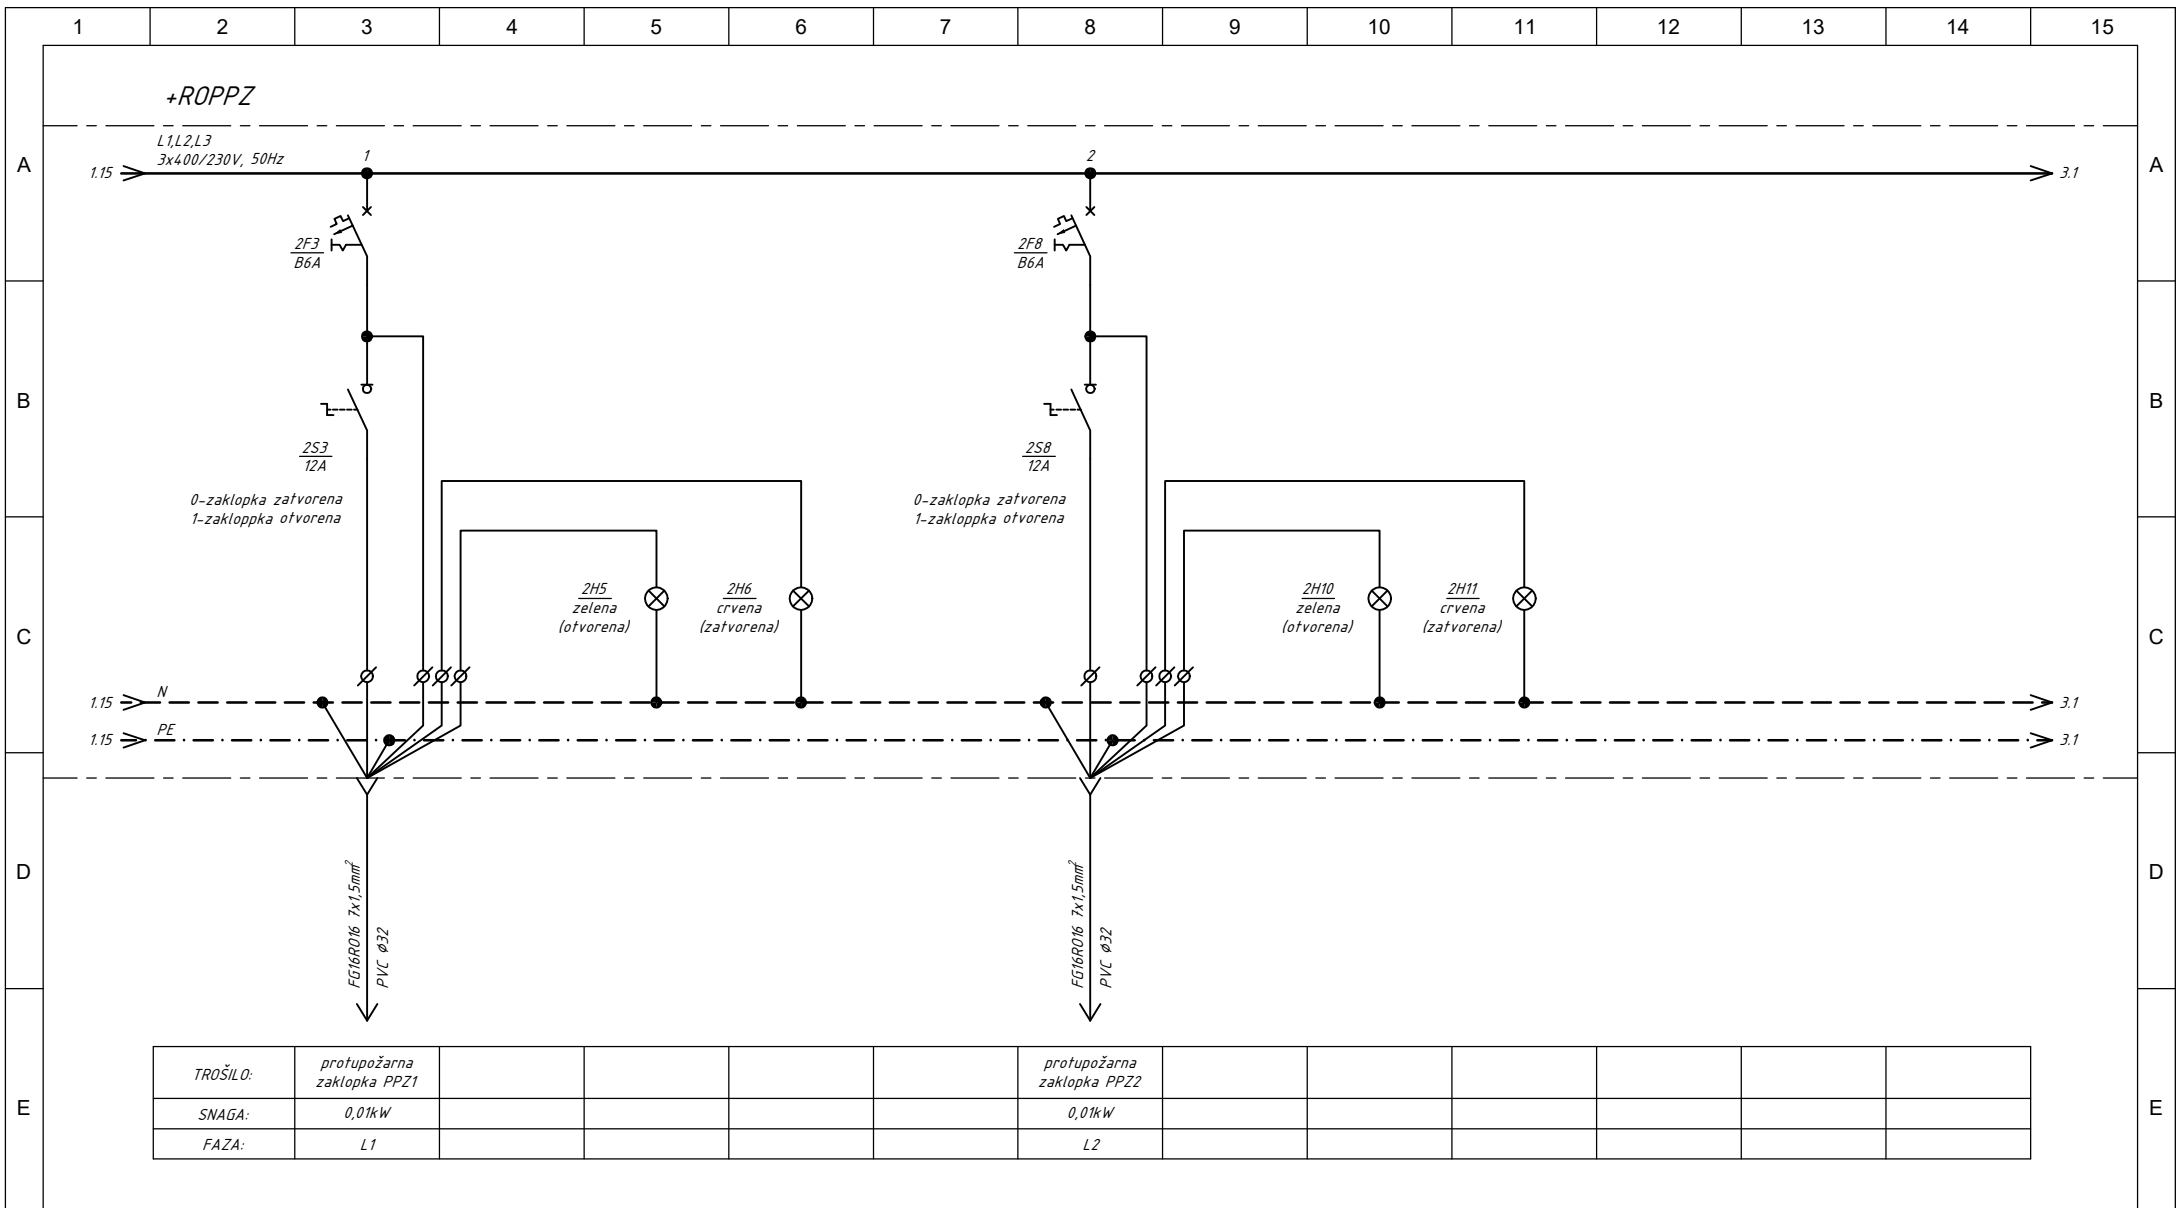 1 2 3 4 5 6 7 8 9 10 11 12 13 14 15
+ROPPZ
L1,L2,L3
3x400/230V, 50Hz
A 1.15 1 2 3.1 A
2F3
B6A
2F8
B6A
B B
2S3
12A
0-zaklopka zatvorena
1-zakloppka otvorena
2S8
12A
0-zaklopka zatvorena
1-zakloppka otvorena
2H5
zelena
(otvorena)
2H6
crvena
(zatvorena)
2H10
zelena
(otvorena)
2H11
crvena
(zatvorena)
C C
1.15 N 3.1
1.15 PE 3.1
D D
FG16RO16 7x1,5mm²
PVC ø32
FG16RO16 7x1,5mm²
PVC ø32
E E
TROŠILO:
protupožarna
zaklopka PPZ1
protupožarna
zaklopka PPZ2
SNAGA: 0,01kW 0,01kW
FAZA: L1 L2